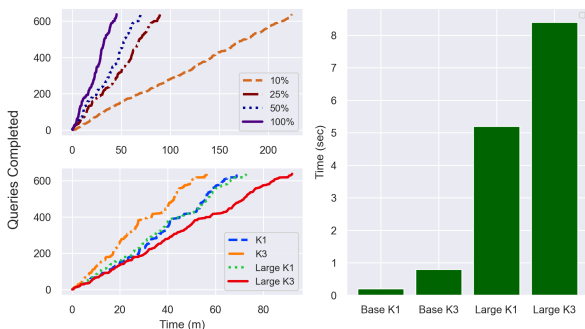 Queries Completed
600
400
200
0
10%
25%
50%
100%
0 50 100 150 200
600
400
200
0
K1
K3
Large K1
Large K3
0 20 40 60 80
Time (m)
Time (sec)
8
7
6
5
4
3
2
1
0
Base K1 Base K3 Large K1 Large K3